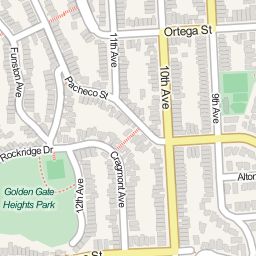 Ortega St
11th Ave
Funston Ave
Pacheco St
10th Ave
9th Ave
Rockridge Dr
Cragmont Ave
Golden Gate
Heights Park
12th Ave
Alton
St